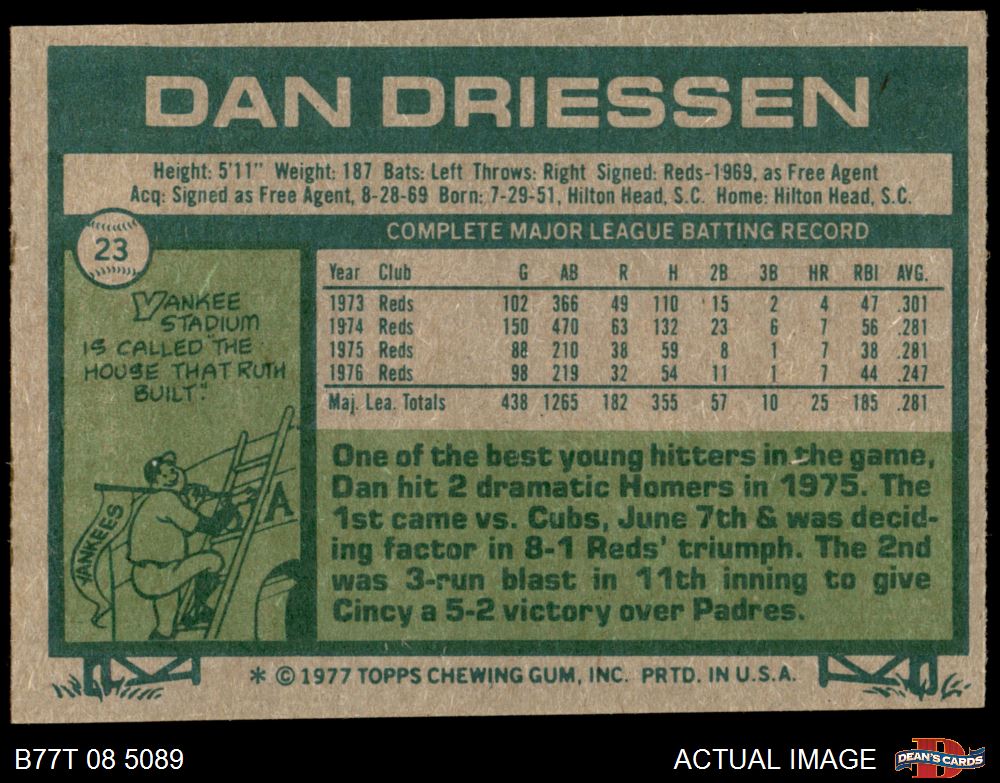 DAN DRIESSEN
Height: 5'11" Weight: 187 Bats: Left Throws: Right Signed: Reds-1969, as Free Agent
Acq: Signed as Free Agent, 8-28-69 Born: 7-29-51, Hilton Head, S.C. Home: Hilton Head, S.C.
23
YANKEE
STADIUM
IS CALLED "THE
HOUSE THAT RUTH
BUILT."
YANKEES
A
COMPLETE MAJOR LEAGUE BATTING RECORD
Year Club G AB R H 2B 3B HR RBI AVG.
1973 Reds 102 366 49 110 15 2 4 47 .301
1974 Reds 150 470 63 132 23 6 7 56 .281
1975 Reds 88 210 38 59 8 1 7 38 .281
1976 Reds 98 219 32 54 11 1 7 44 .247
Maj. Lea. Totals 438 1265 182 355 57 10 25 185 .281
One of the best young hitters in the game,
Dan hit 2 dramatic Homers in 1975. The
1st came vs. Cubs, June 7th & was decid-
ing factor in 8-1 Reds' triumph. The 2nd
was 3-run blast in 11th inning to give
Cincy a 5-2 victory over Padres.
* © 1977 TOPPS CHEWING GUM, INC. PRTD. IN U.S.A.
B77T 08 5089
ACTUAL IMAGE
D
DEAN'S CARDS